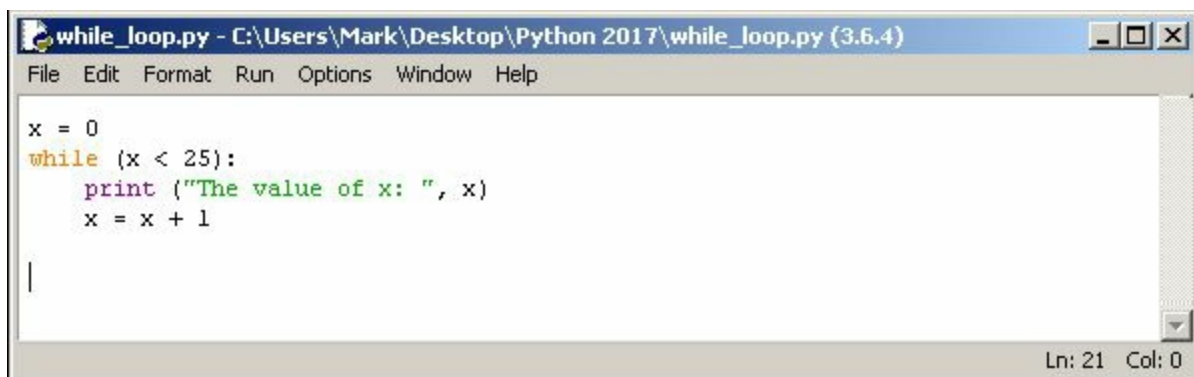 while_loop.py - C:\Users\Mark\Desktop\Python 2017\while_loop.py (3.6.4)
File Edit Format Run Options Window Help
x = 0
while (x < 25):
    print ("The value of x: ", x)
    x = x + 1
Ln: 21 Col: 0